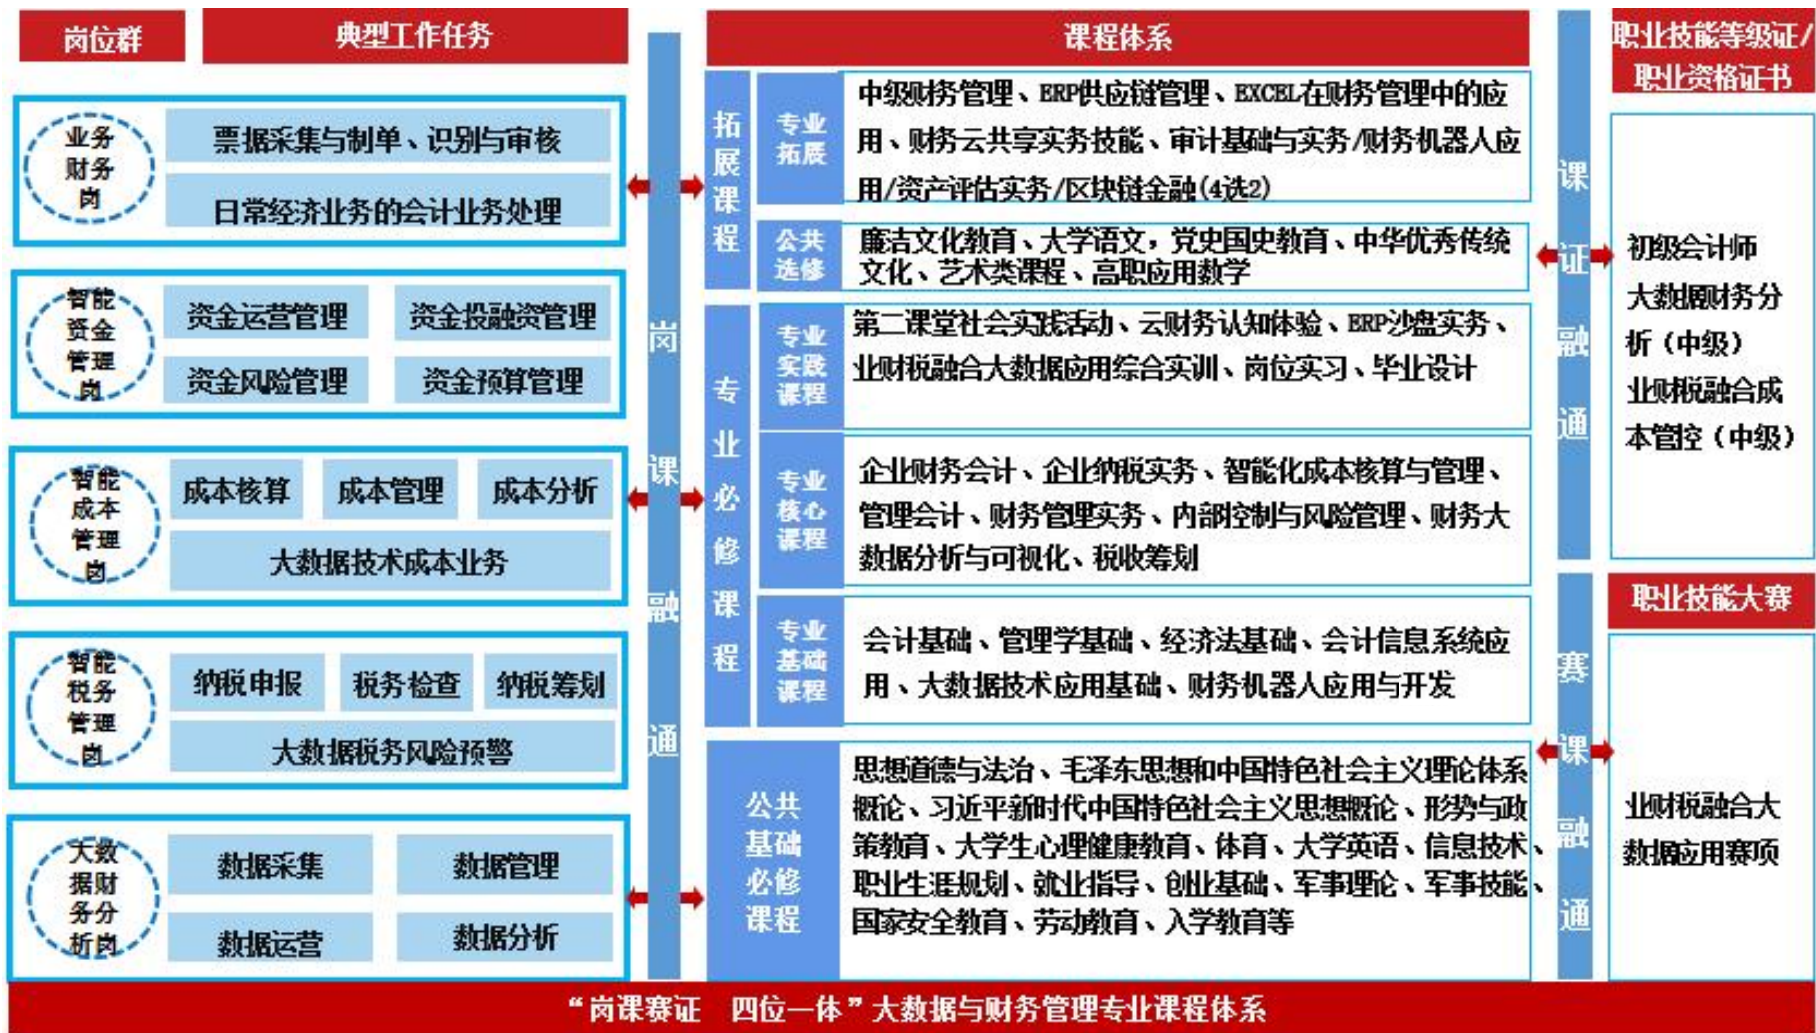 岗位群
典型工作任务
业务
财务
岗
票据采集与制单、识别与审核
日常经济业务的会计业务处理
智能
资金
管理
岗
资金运营管理
资金投融资管理
资金风险管理
资金预算管理
智能
成本
管理
岗
成本核算
成本管理
成本分析
大数据技术成本业务
智能
税务
管理
岗
纳税申报
税务检查
纳税筹划
大数据税务风险预警
大数
据财
务分
析岗
数据采集
数据管理
数据运营
数据分析
岗
课
融
通
课程体系
拓
展
课
程
专业
拓展
中级财务管理、ERP供应链管理、EXCEL在财务管理中的应
用、财务云共享实务技能、审计基础与实务/财务机器人应
用/资产评估实务/区块链金融(4选2)
公共
选修
廉洁文化教育、大学语文，党史国史教育、中华优秀传统
文化、艺术类课程、高职应用数学
专
业
必
修
课
程
专业
实践
课程
第二课堂社会实践活动、云财务认知体验、ERP沙盘实务、
业财税融合大数据应用综合实训、岗位实习、毕业设计
专业
核心
课程
企业财务会计、企业纳税实务、智能化成本核算与管理、
管理会计、财务管理实务、内部控制与风险管理、财务大
数据分析与可视化、税收筹划
专业
基础
课程
会计基础、管理学基础、经济法基础、会计信息系统应
用、大数据技术应用基础、财务机器人应用与开发
公共
基础
必修
课程
思想道德与法治、毛泽东思想和中国特色社会主义理论体系
概论、习近平新时代中国特色社会主义思想概论、形势与政
策教育、大学生心理健康教育、体育、大学英语、信息技术、
职业生涯规划、就业指导、创业基础、军事理论、军事技能、
国家安全教育、劳动教育、入学教育等
课
证
融
通
赛
课
融
通
职业技能等级证/
职业资格证书
初级会计师
大数据财务分
析（中级）
业财税融合成
本管控（中级）
职业技能大赛
业财税融合大
数据应用赛项
“岗课赛证 四位一体”大数据与财务管理专业课程体系